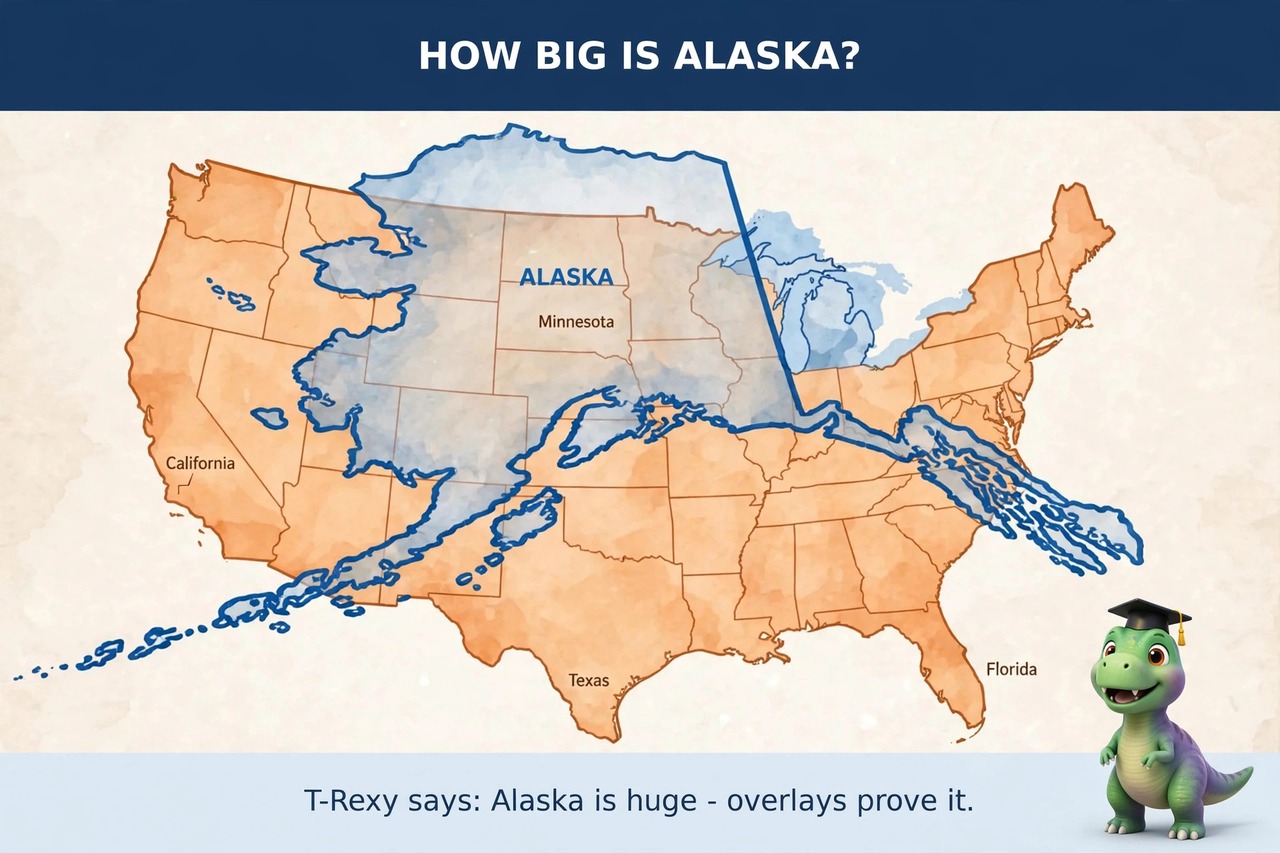 HOW BIG IS ALASKA?
ALASKA
Minnesota
California
Florida
Texas
T-Rexy says: Alaska is huge - overlays prove it.